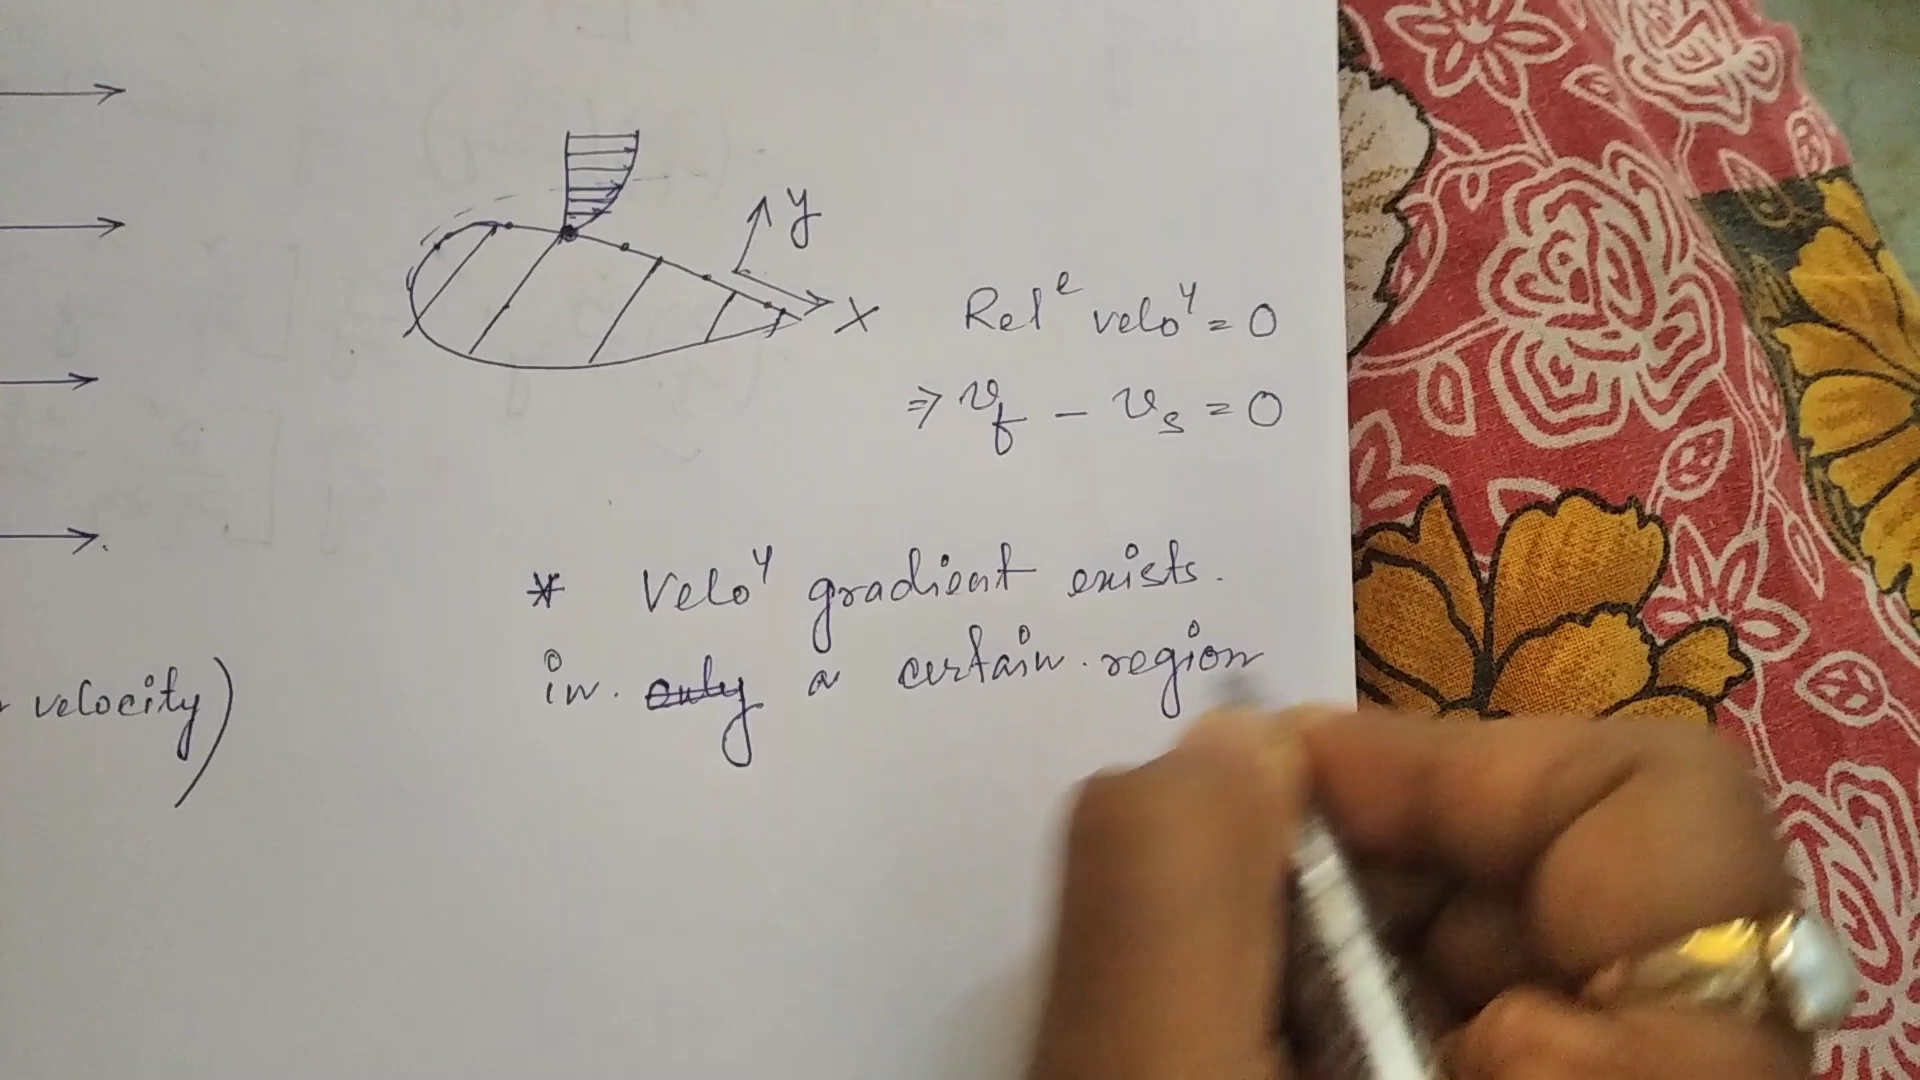 y
x
Rel^e velo^y = 0
⇒ v_f - v_s = 0
* Velo^y gradient exists.
in. only a certain. region
velocity)